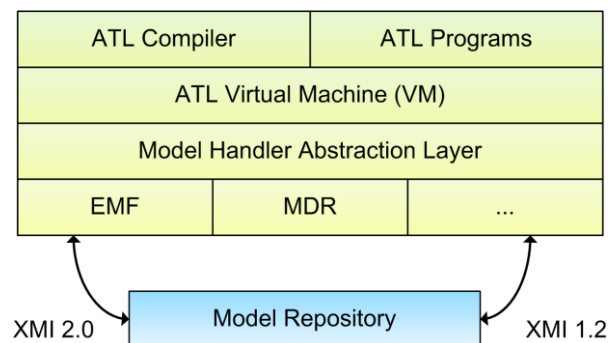 ATL Compiler
ATL Programs
ATL Virtual Machine (VM)
Model Handler Abstraction Layer
EMF
MDR
...
Model Repository
XMI 2.0
XMI 1.2